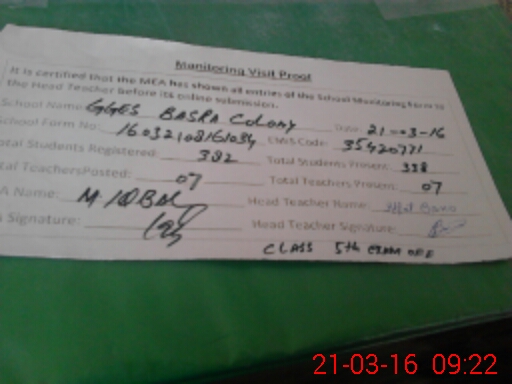 Monitoring Visit Proof
It is certified that the MEA has shown all entries of the School Monitoring Form to
the Head Teacher before its online submission.
School Name: GGES BASRA Colony Date: 21-03-16
School Form No: EMIS Code: 35420771
Total Students Registered: 382 Total Students Present: 338
Total Teachers Posted: 07 Total Teachers Present: 07
A Name: M. IQBAL Head Teacher Name:
Signature: Head Teacher Signature:
CLASS 5th EXAM
21-03-16 09:22